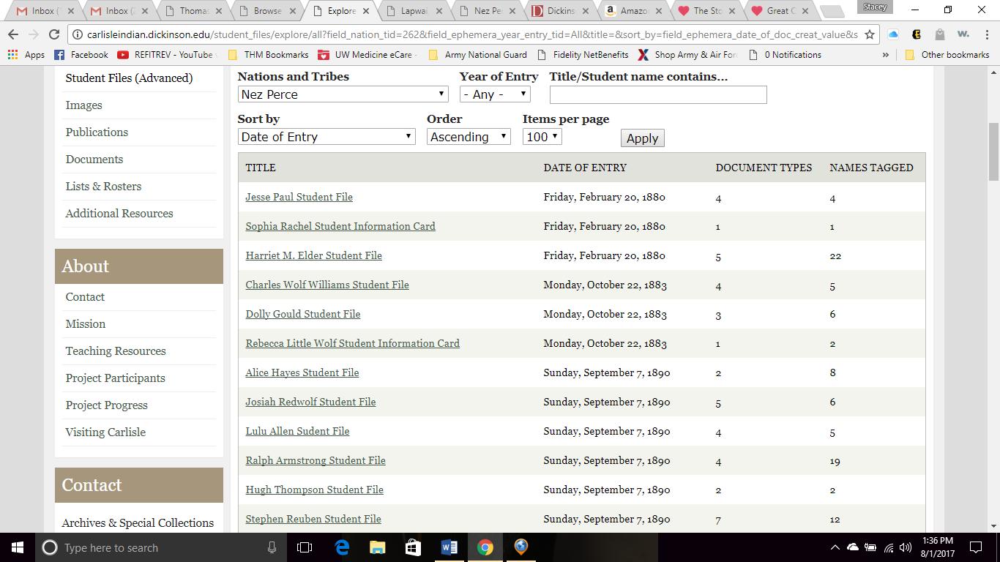 Inbox (
Inbox (2
Thomas
Browse
Explore
Lapwai
Nez Pe
Dickins
Amazo
The Sto
Great C
Stacey
carlisleindian.dickinson.edu/student_files/explore/all?field_nation_tid=262&field_ephemera_year_entry_tid=All&title=&sort_by=field_ephemera_date_of_doc_creat_value&s
Apps Facebook REFITREV - YouTube THM Bookmarks UW Medicine eCare - Army National Guard Fidelity NetBenefits Shop Army & Air For 0 Notifications » Other bookmarks
Student Files (Advanced)
Images
Publications
Documents
Lists & Rosters
Additional Resources
About
Contact
Mission
Teaching Resources
Project Participants
Project Progress
Visiting Carlisle
Contact
Archives & Special Collections
Nations and Tribes Year of Entry Title/Student name contains...
Nez Perce - Any -
Sort by Order Items per page
Date of Entry Ascending 100 Apply
TITLE DATE OF ENTRY DOCUMENT TYPES NAMES TAGGED
Jesse Paul Student File Friday, February 20, 1880 4 4
Sophia Rachel Student Information Card Friday, February 20, 1880 1 1
Harriet M. Elder Student File Friday, February 20, 1880 5 22
Charles Wolf Williams Student File Monday, October 22, 1883 4 5
Dolly Gould Student File Monday, October 22, 1883 3 6
Rebecca Little Wolf Student Information Card Monday, October 22, 1883 1 2
Alice Hayes Student File Sunday, September 7, 1890 2 8
Josiah Redwolf Student File Sunday, September 7, 1890 5 6
Lulu Allen Sudent File Sunday, September 7, 1890 4 5
Ralph Armstrong Student File Sunday, September 7, 1890 4 19
Hugh Thompson Student File Sunday, September 7, 1890 2 2
Stephen Reuben Student File Sunday, September 7, 1890 7 12
Type here to search
1:36 PM
8/1/2017